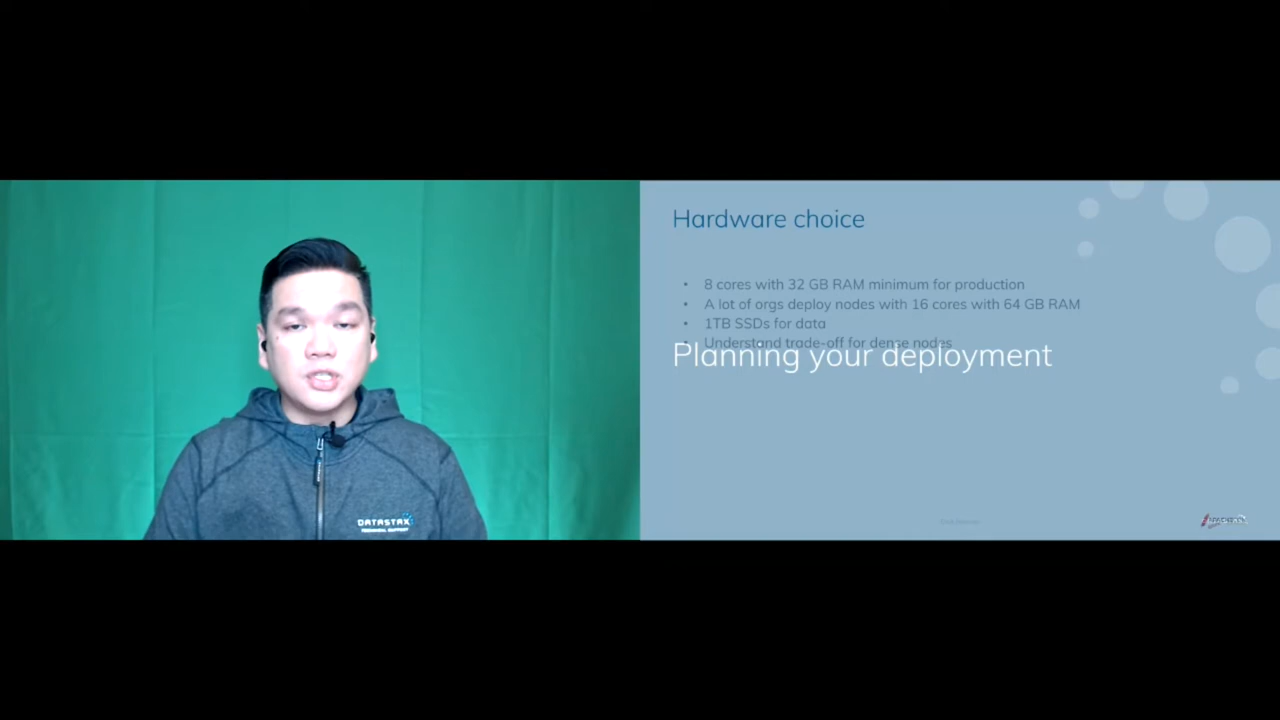 Hardware choice
• 8 cores with 32 GB RAM minimum for production
• A lot of orgs deploy nodes with 16 cores with 64 GB RAM
• 1TB SSDs for data
• Understand trade-off for dense nodes
Planning your deployment
DATASTAX